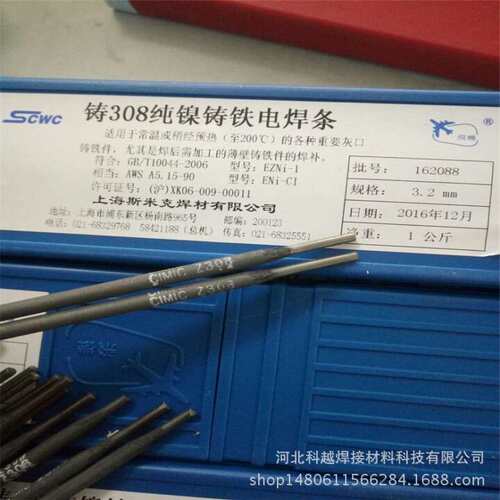 SCWC
铸308纯镍铸铁电焊条
适用于常温或稍经预热（至200℃）的各种重要灰口
铸铁件，尤其是焊后需加工的薄壁铸铁件的焊补。
符合：GB/T10044-2006 型号：EZNi-1
相当：AWS A5.15-90 型号：ENi-CI
许可证号：(沪)XK06-009-00011
上海斯米克焊材有限公司
地址：上海市浦东新区杨南路965号 邮编：200123
电话：021-68329768 58421188（总机） 传真：021-68325551
批号：162088
规格：3.2mm
日期：2016年12月
净重：1公斤
CIMIC Z308
CIMIC Z308
河北科越焊接材料科技有限公司
shop1480611566284.1688.com